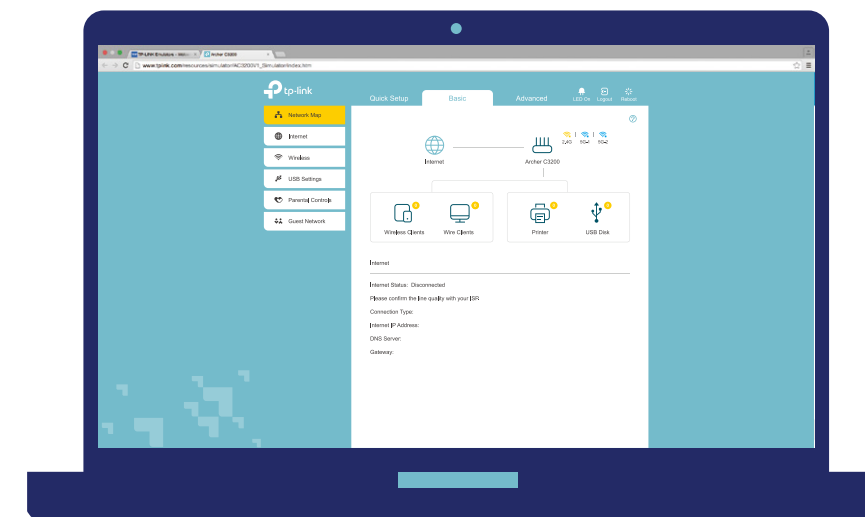 TP-LINK Emulators
Archer C3200
www.tplink.com/resources/simulator/AC3200V1_Simulator/index.htm
tp-link
Quick Setup
Basic
Advanced
LED On
Logout
Reboot
Network Map
Internet
Wireless
USB Settings
Parental Controls
Guest Network
Internet
Archer C3200
2.4G
5G-1
5G-2
Wireless Clients
Wire Clients
Printer
USB Disk
Internet
Internet Status: Disconnected
Please confirm the line quality with your ISP.
Connection Type:
Internet IP Address:
DNS Server:
Gateway: